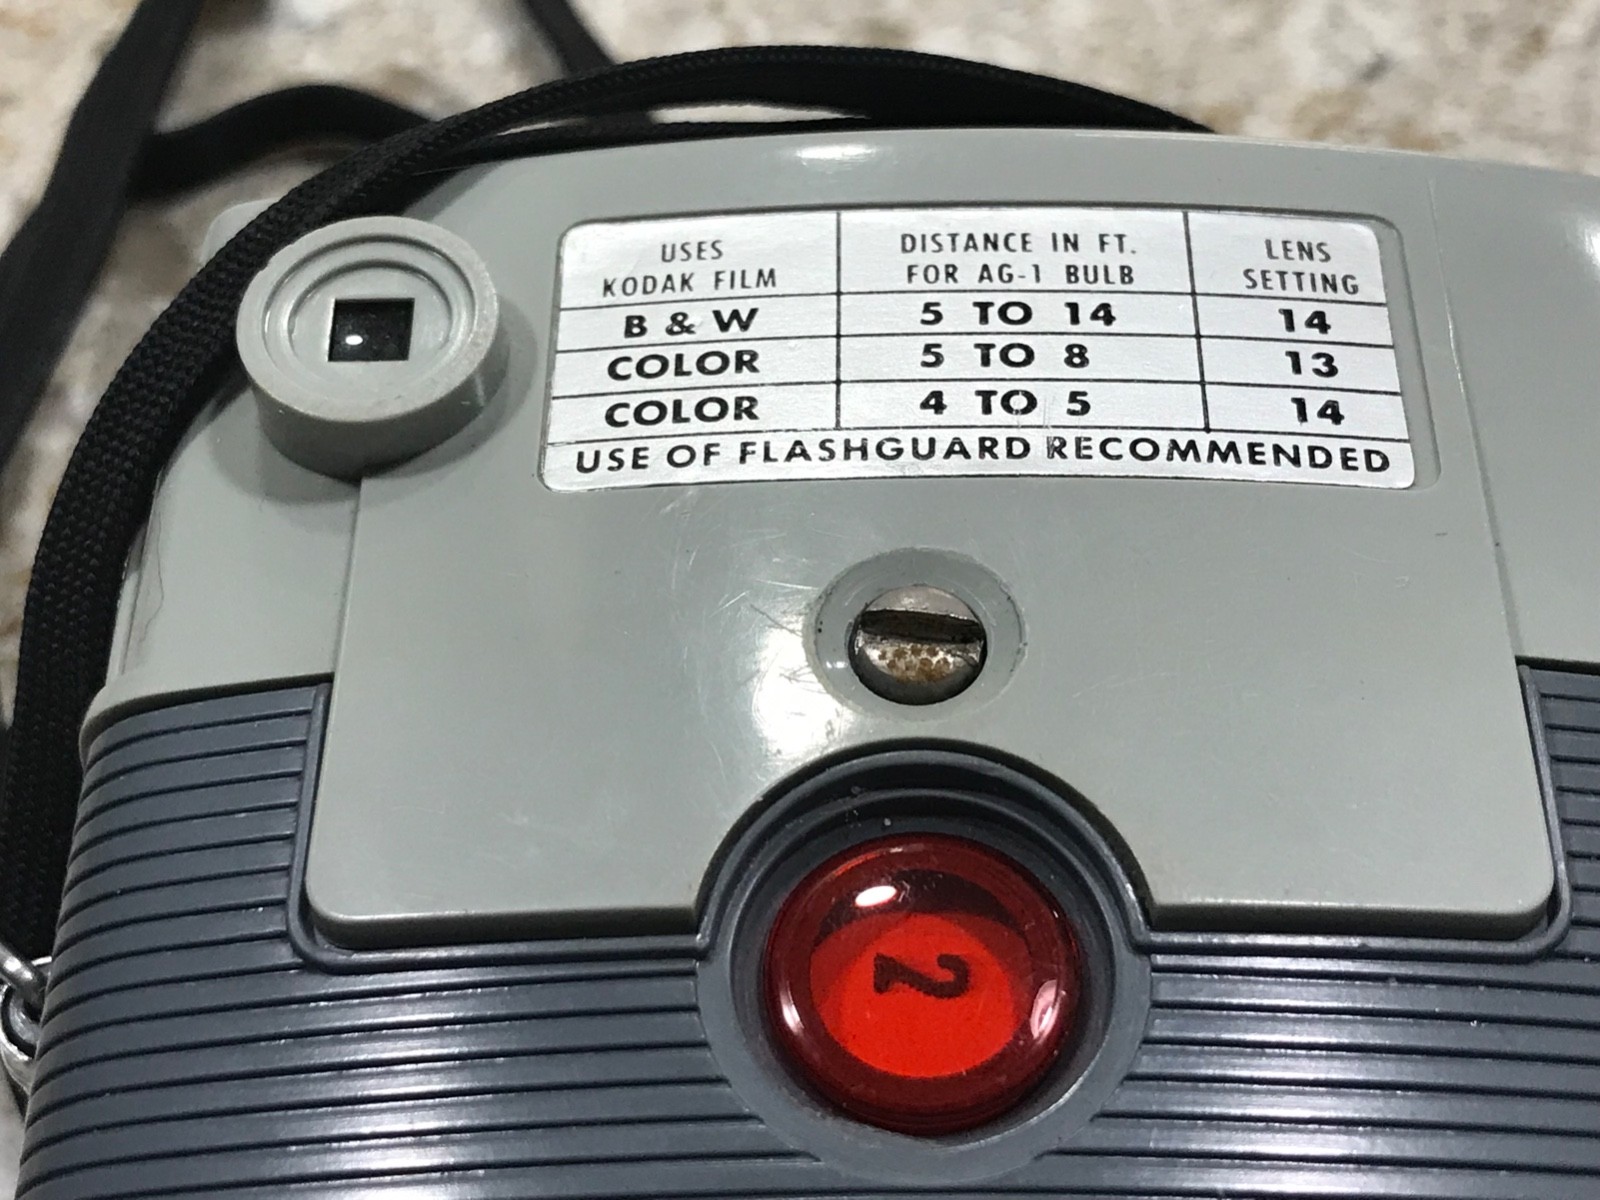 USES KODAK FILM
DISTANCE IN FT. FOR AG-1 BULB
LENS SETTING
B & W 5 TO 14 14
COLOR 5 TO 8 13
COLOR 4 TO 5 14
USE OF FLASHGUARD RECOMMENDED
2